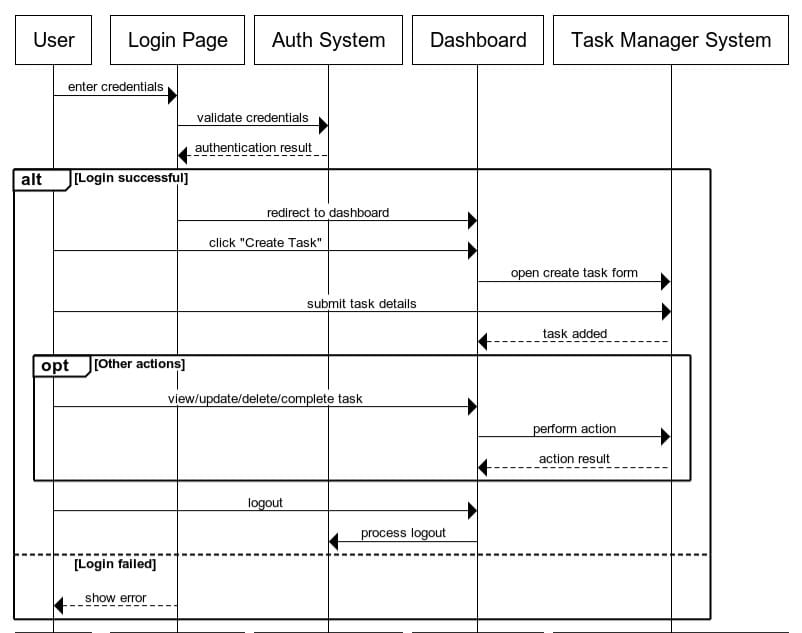 User
Login Page
Auth System
Dashboard
Task Manager System
enter credentials
validate credentials
authentication result
alt
[Login successful]
redirect to dashboard
click "Create Task"
open create task form
submit task details
task added
opt
[Other actions]
view/update/delete/complete task
perform action
action result
logout
process logout
[Login failed]
show error